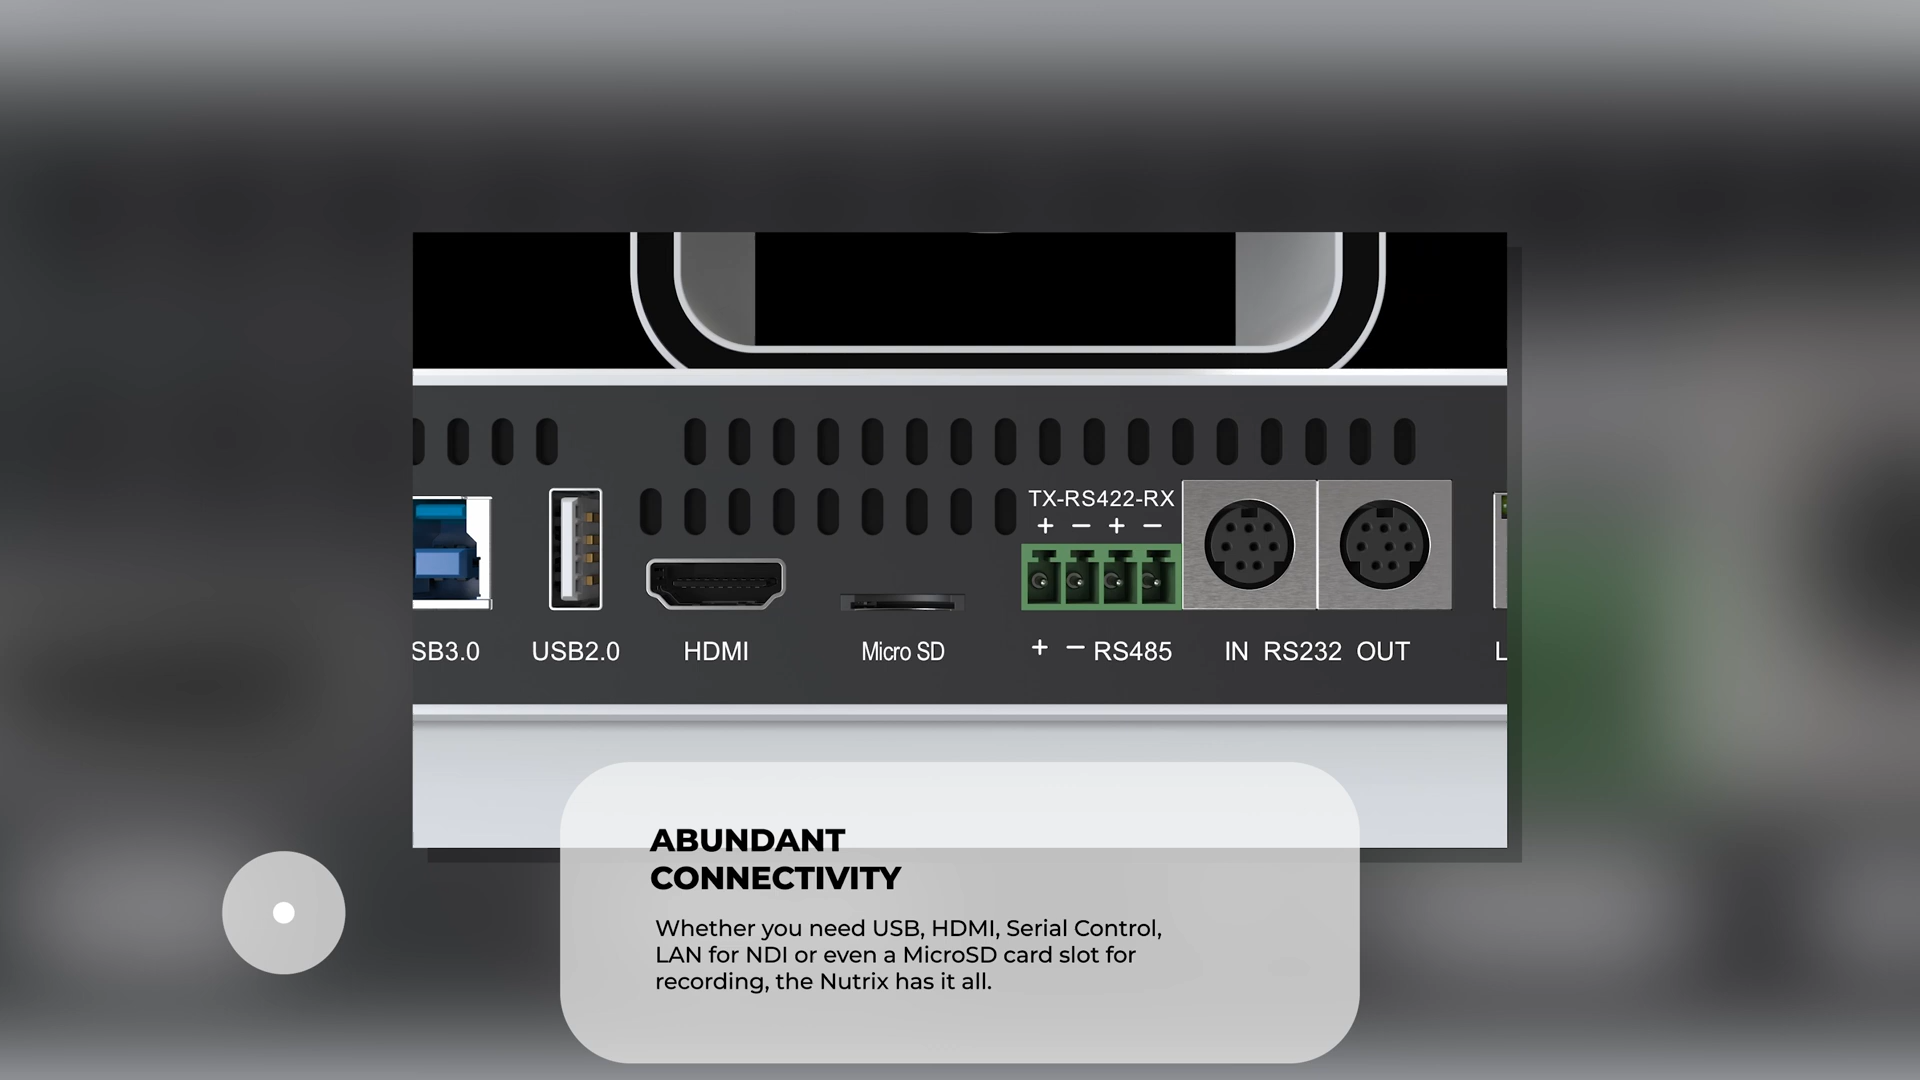 TX-RS422-RX
+ − + −
SB3.0 USB2.0 HDMI Micro SD + − RS485 IN RS232 OUT L
ABUNDANT
CONNECTIVITY
Whether you need USB, HDMI, Serial Control,
LAN for NDI or even a MicroSD card slot for
recording, the Nutrix has it all.